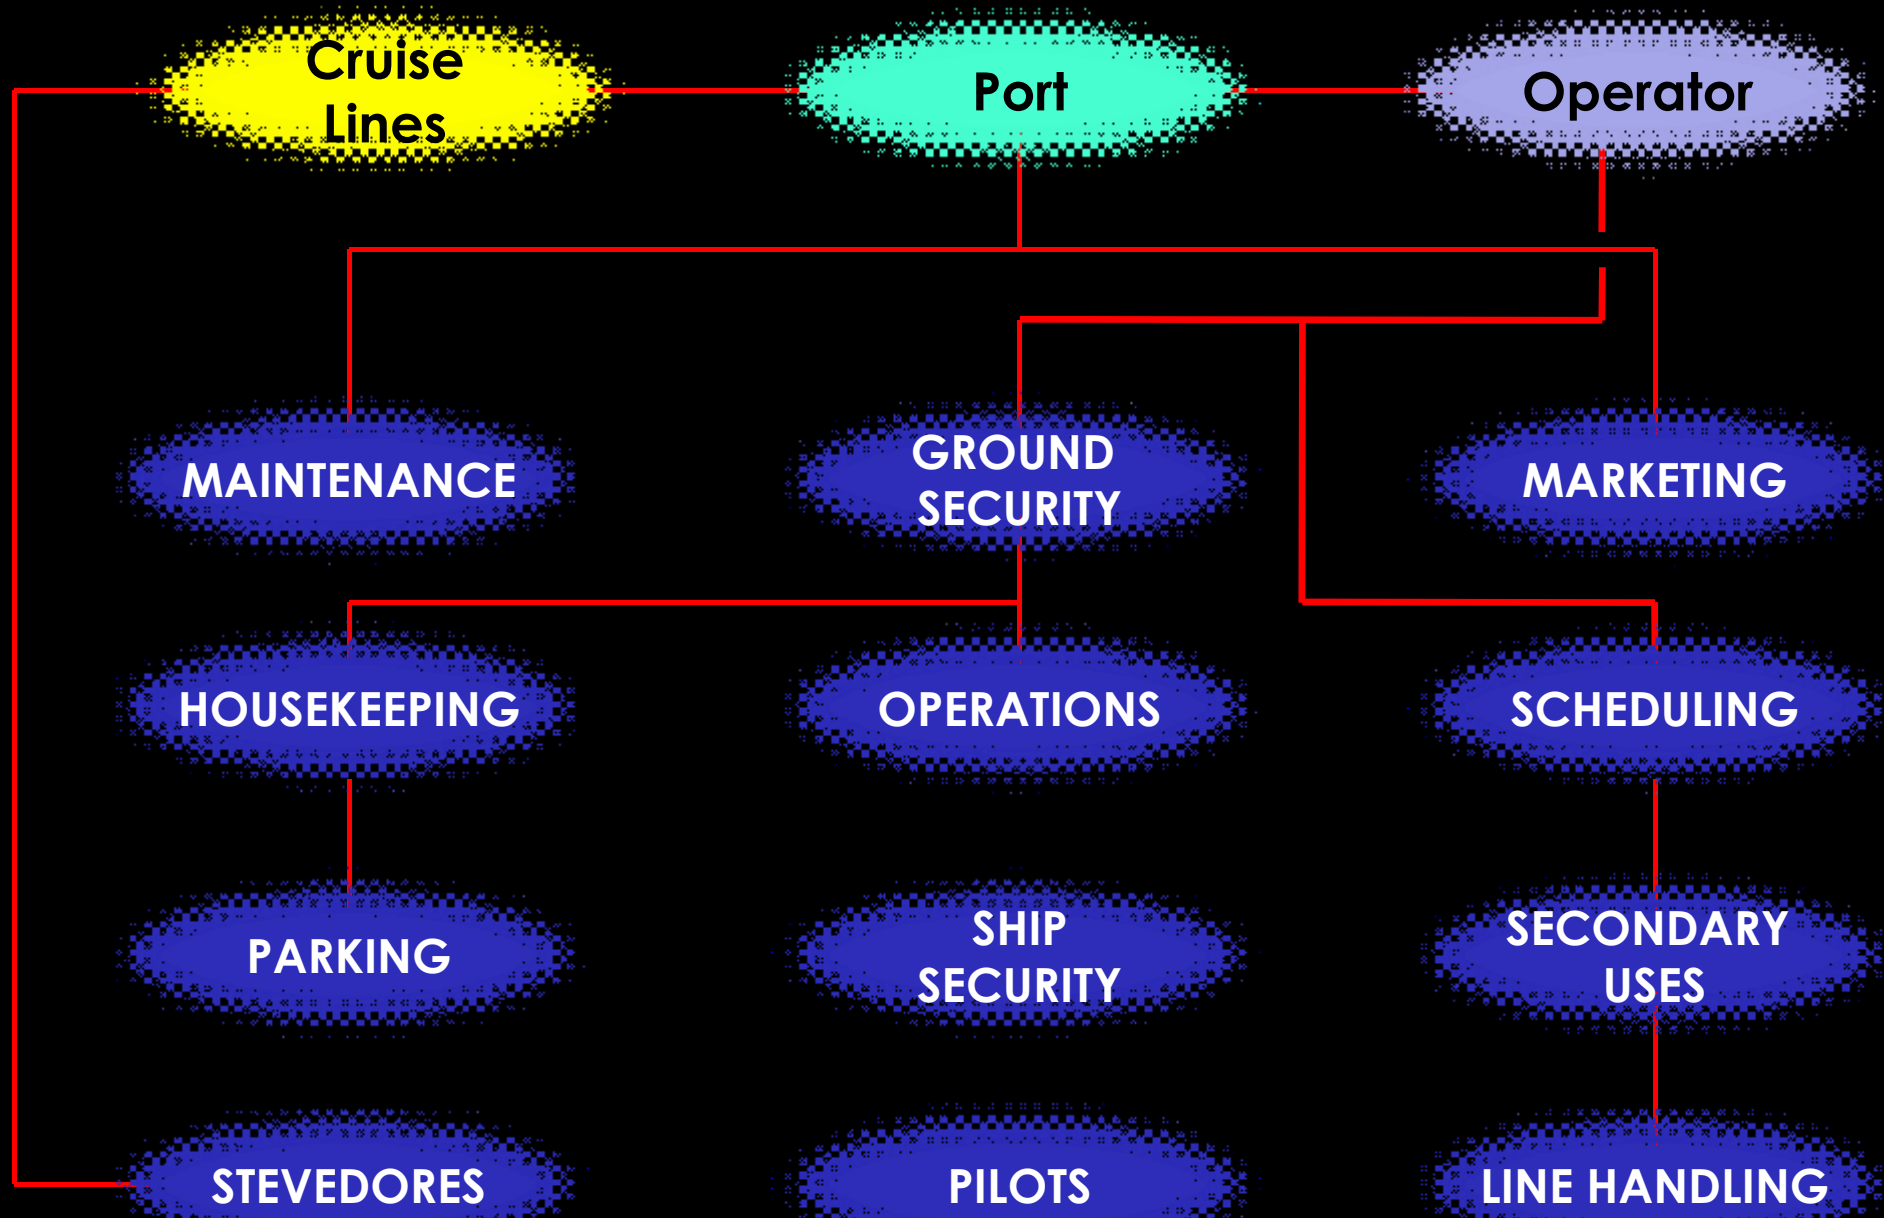 Cruise
Lines
Port
Operator
MAINTENANCE
GROUND
SECURITY
MARKETING
HOUSEKEEPING
OPERATIONS
SCHEDULING
PARKING
SHIP
SECURITY
SECONDARY
USES
STEVEDORES
PILOTS
LINE HANDLING